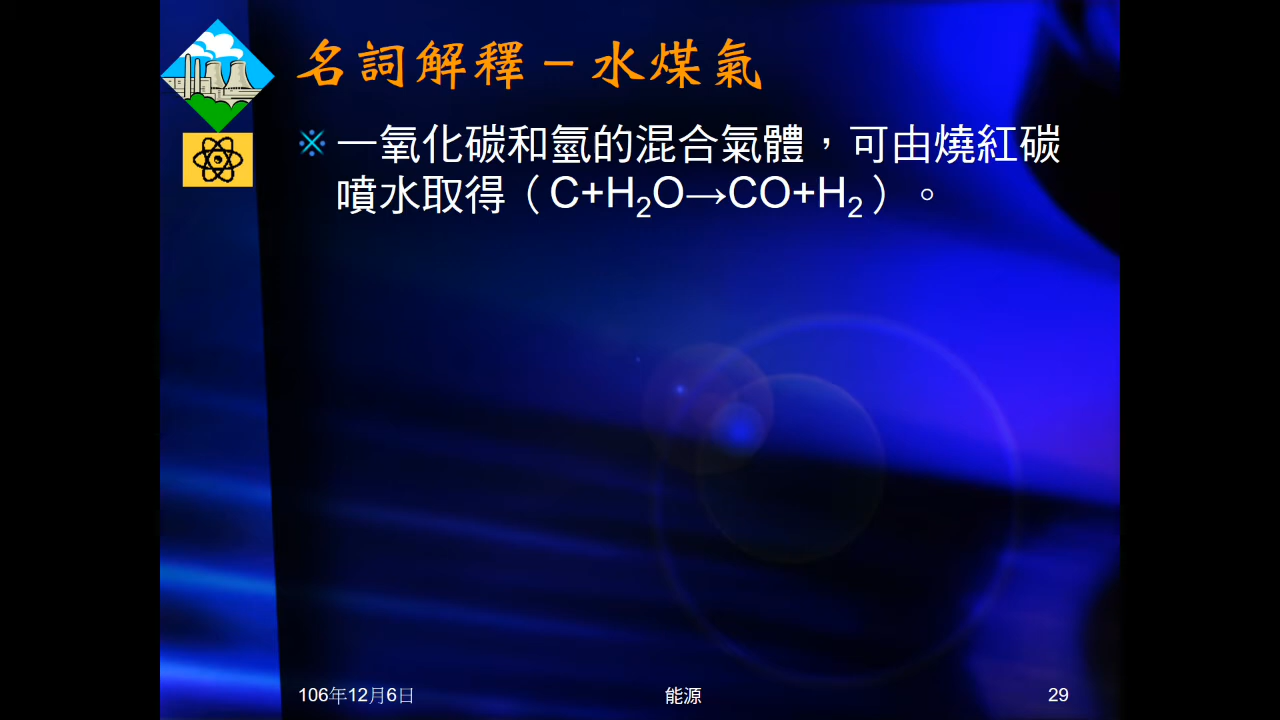 名詞解釋－水煤氣
※一氧化碳和氫的混合氣體，可由燒紅碳
噴水取得（C+H₂O→CO+H₂）。
106年12月6日
能源
29